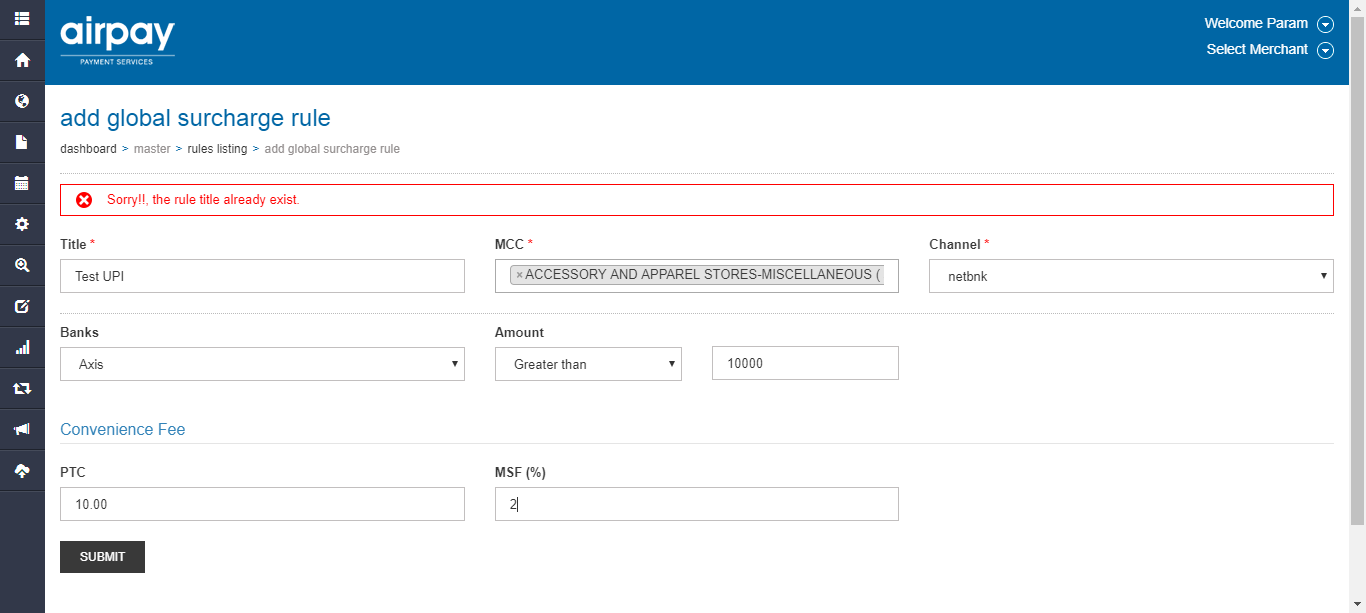 airpay
PAYMENT SERVICES
Welcome Param
Select Merchant
add global surcharge rule
dashboard > master > rules listing > add global surcharge rule
Sorry!!, the rule title already exist.
Title * MCC * Channel *
Test UPI ×ACCESSORY AND APPAREL STORES-MISCELLANEOUS ( netbnk
Banks Amount
Axis Greater than 10000
Convenience Fee
PTC MSF (%)
10.00 2
SUBMIT